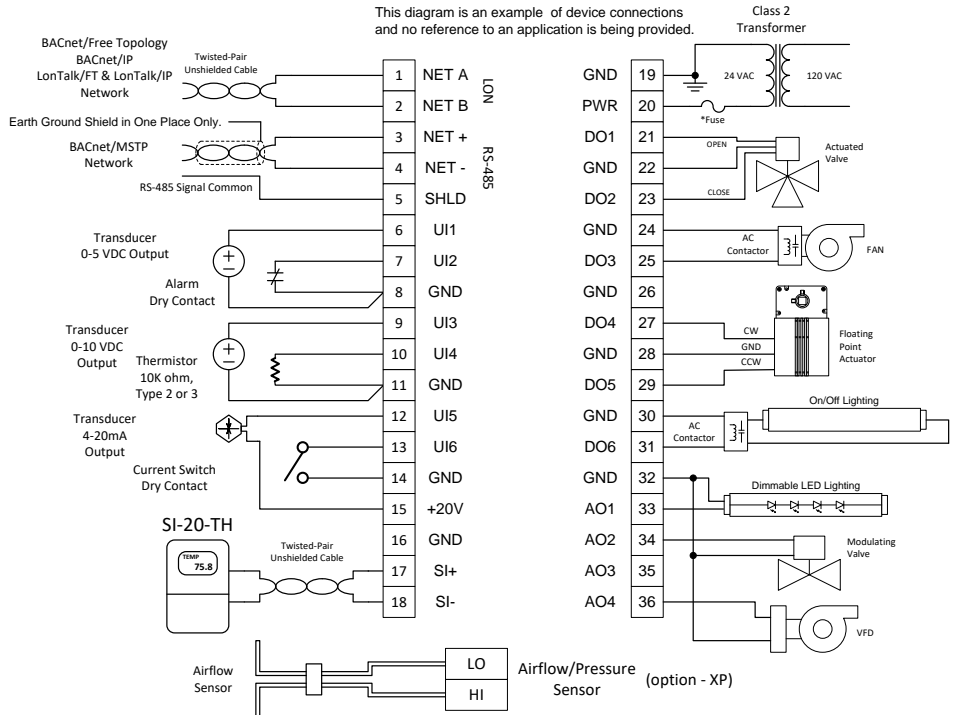 This diagram is an example of device connections
and no reference to an application is being provided.
Class 2
Transformer
BACnet/Free Topology
BACnet/IP
LonTalk/FT & LonTalk/IP
Network
Twisted-Pair
Unshielded Cable
Earth Ground Shield in One Place Only.
BACnet/MSTP
Network
RS-485 Signal Common
Transducer
0-5 VDC Output
Alarm
Dry Contact
Transducer
0-10 VDC
Output
Thermistor
10K ohm,
Type 2 or 3
Transducer
4-20mA
Output
Current Switch
Dry Contact
SI-20-TH
TEMP
75.8
Twisted-Pair
Unshielded Cable
1 NET A
2 NET B
LON
3 NET +
4 NET -
RS-485
5 SHLD
6 UI1
7 UI2
8 GND
9 UI3
10 UI4
11 GND
12 UI5
13 UI6
14 GND
15 +20V
16 GND
17 SI+
18 SI-
GND 19
PWR 20
DO1 21
GND 22
DO2 23
GND 24
DO3 25
GND 26
DO4 27
GND 28
DO5 29
GND 30
DO6 31
GND 32
AO1 33
AO2 34
AO3 35
AO4 36
24 VAC
120 VAC
*Fuse
OPEN
CLOSE
Actuated
Valve
AC
Contactor
FAN
CW
GND
CCW
Floating
Point
Actuator
On/Off Lighting
AC
Contactor
Dimmable LED Lighting
Modulating
Valve
VFD
Airflow
Sensor
LO
HI
Airflow/Pressure
Sensor
(option - XP)